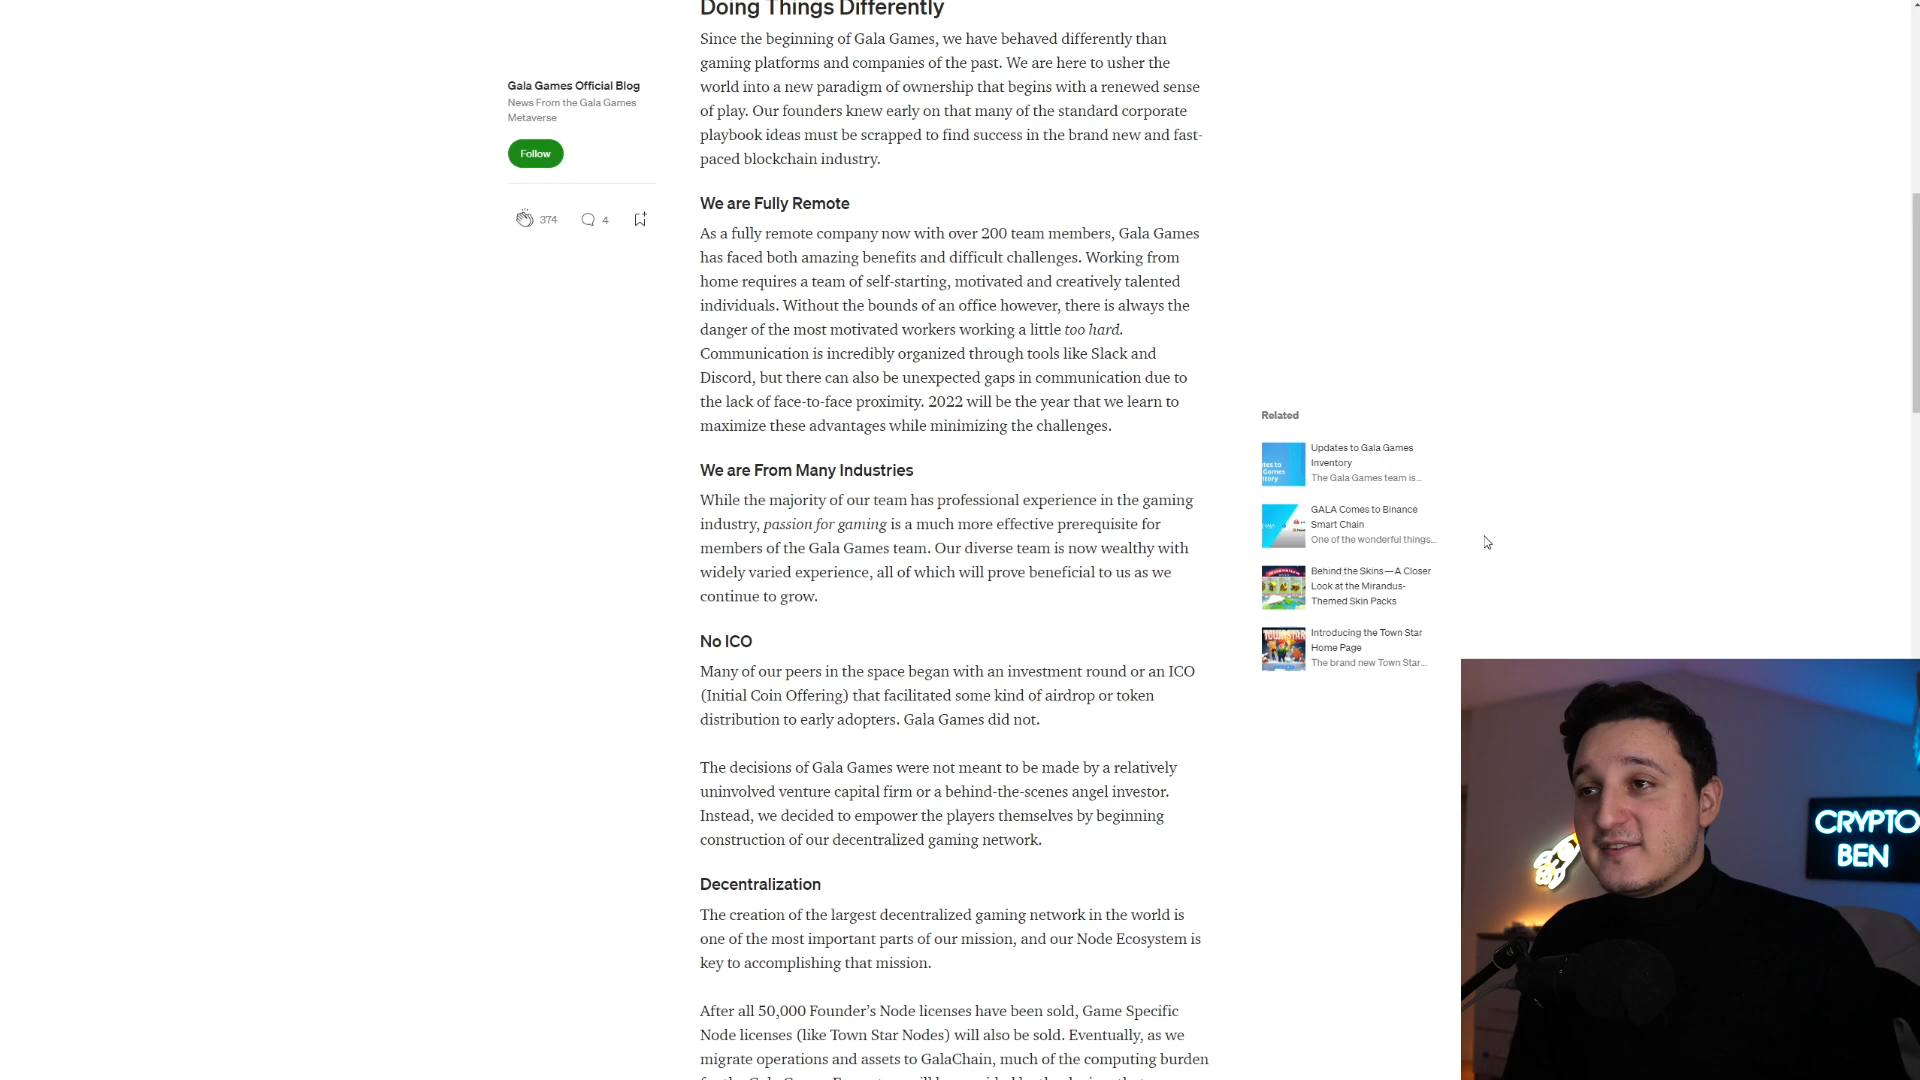 Doing Things Differently
Since the beginning of Gala Games, we have behaved differently than
gaming platforms and companies of the past. We are here to usher the
world into a new paradigm of ownership that begins with a renewed sense
of play. Our founders knew early on that many of the standard corporate
playbook ideas must be scrapped to find success in the brand new and fast-
paced blockchain industry.
Gala Games Official Blog
News From the Gala Games
Metaverse
Follow
374
4
We are Fully Remote
As a fully remote company now with over 200 team members, Gala Games
has faced both amazing benefits and difficult challenges. Working from
home requires a team of self-starting, motivated and creatively talented
individuals. Without the bounds of an office however, there is always the
danger of the most motivated workers working a little too hard.
Communication is incredibly organized through tools like Slack and
Discord, but there can also be unexpected gaps in communication due to
the lack of face-to-face proximity. 2022 will be the year that we learn to
maximize these advantages while minimizing the challenges.
We are From Many Industries
While the majority of our team has professional experience in the gaming
industry, passion for gaming is a much more effective prerequisite for
members of the Gala Games team. Our diverse team is now wealthy with
widely varied experience, all of which will prove beneficial to us as we
continue to grow.
No ICO
Many of our peers in the space began with an investment round or an ICO
(Initial Coin Offering) that facilitated some kind of airdrop or token
distribution to early adopters. Gala Games did not.
The decisions of Gala Games were not meant to be made by a relatively
uninvolved venture capital firm or a behind-the-scenes angel investor.
Instead, we decided to empower the players themselves by beginning
construction of our decentralized gaming network.
Decentralization
The creation of the largest decentralized gaming network in the world is
one of the most important parts of our mission, and our Node Ecosystem is
key to accomplishing that mission.
After all 50,000 Founder's Node licenses have been sold, Game Specific
Node licenses (like Town Star Nodes) will also be sold. Eventually, as we
migrate operations and assets to GalaChain, much of the computing burden
Related
Updates to Gala Games
Inventory
The Gala Games team is...
GALA Comes to Binance
Smart Chain
One of the wonderful things...
Behind the Skins — A Closer
Look at the Mirandus-
Themed Skin Packs
Introducing the Town Star
Home Page
The brand new Town Star...
CRYPTO
BEN